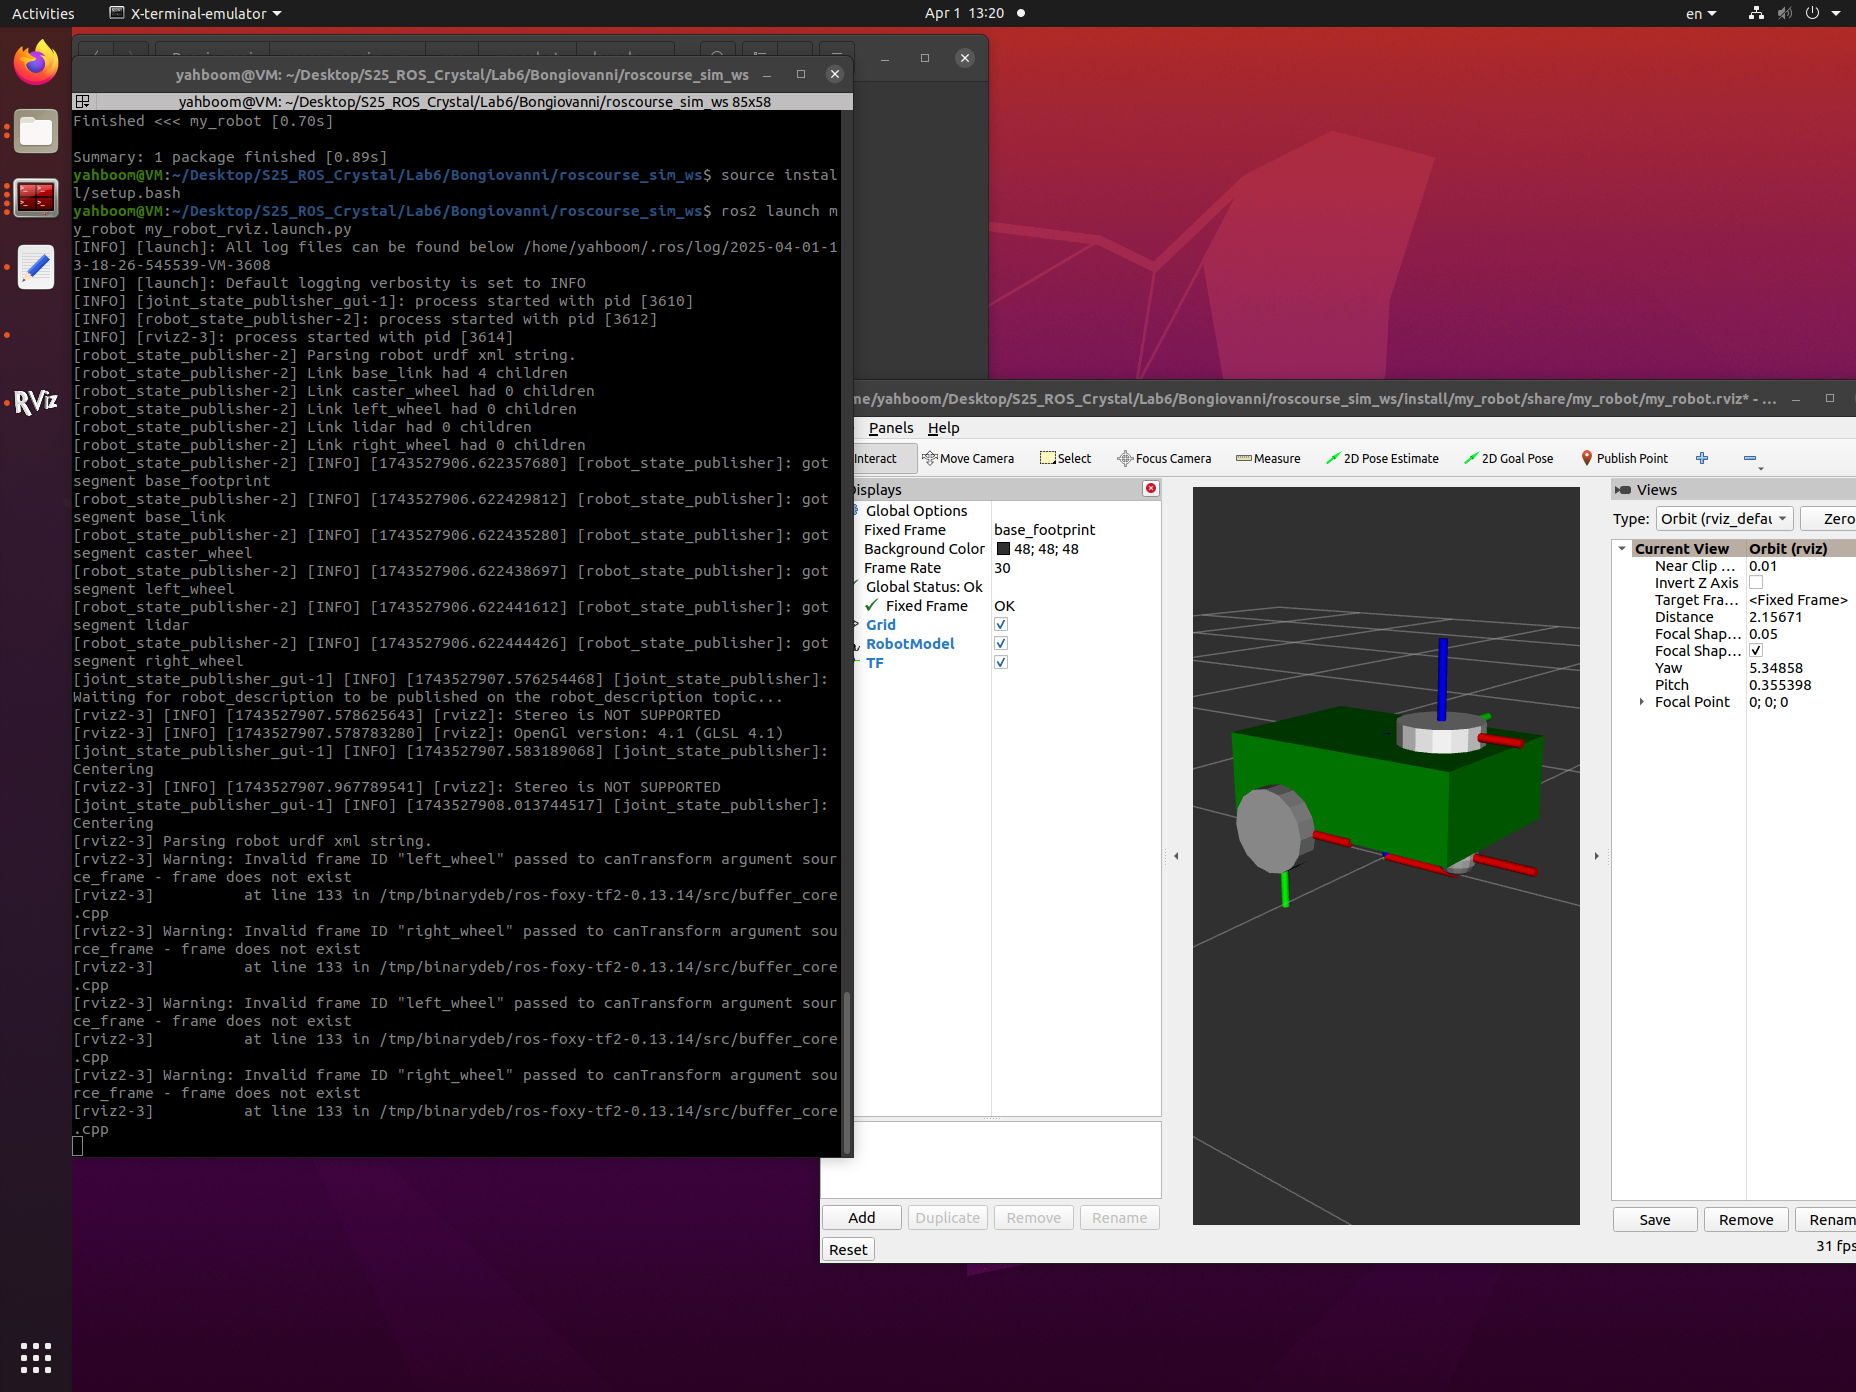 Activities
X-terminal-emulator
Apr 1 13:20
en
yahboom@VM: ~/Desktop/S25_ROS_Crystal/Lab6/Bongiovanni/roscourse_sim_ws
yahboom@VM: ~/Desktop/S25_ROS_Crystal/Lab6/Bongiovanni/roscourse_sim_ws 85x58
Finished <<< my_robot [0.70s]
Summary: 1 package finished [0.89s]
yahboom@VM:~/Desktop/S25_ROS_Crystal/Lab6/Bongiovanni/roscourse_sim_ws$ source instal
l/setup.bash
yahboom@VM:~/Desktop/S25_ROS_Crystal/Lab6/Bongiovanni/roscourse_sim_ws$ ros2 launch m
y_robot my_robot_rviz.launch.py
[INFO] [launch]: All log files can be found below /home/yahboom/.ros/log/2025-04-01-1
3-18-26-545539-VM-3608
[INFO] [launch]: Default logging verbosity is set to INFO
[INFO] [joint_state_publisher_gui-1]: process started with pid [3610]
[INFO] [robot_state_publisher-2]: process started with pid [3612]
[INFO] [rviz2-3]: process started with pid [3614]
[robot_state_publisher-2] Parsing robot urdf xml string.
[robot_state_publisher-2] Link base_link had 4 children
[robot_state_publisher-2] Link caster_wheel had 0 children
[robot_state_publisher-2] Link left_wheel had 0 children
[robot_state_publisher-2] Link lidar had 0 children
[robot_state_publisher-2] Link right_wheel had 0 children
[robot_state_publisher-2] [INFO] [1743527906.622357680] [robot_state_publisher]: got
segment base_footprint
[robot_state_publisher-2] [INFO] [1743527906.622429812] [robot_state_publisher]: got
segment base_link
[robot_state_publisher-2] [INFO] [1743527906.622435280] [robot_state_publisher]: got
segment caster_wheel
[robot_state_publisher-2] [INFO] [1743527906.622438697] [robot_state_publisher]: got
segment left_wheel
[robot_state_publisher-2] [INFO] [1743527906.622441612] [robot_state_publisher]: got
segment lidar
[robot_state_publisher-2] [INFO] [1743527906.622444426] [robot_state_publisher]: got
segment right_wheel
[joint_state_publisher_gui-1] [INFO] [1743527907.576254468] [joint_state_publisher]:
Waiting for robot_description to be published on the robot_description topic...
[rviz2-3] [INFO] [1743527907.578625643] [rviz2]: Stereo is NOT SUPPORTED
[rviz2-3] [INFO] [1743527907.578783280] [rviz2]: OpenGl version: 4.1 (GLSL 4.1)
[joint_state_publisher_gui-1] [INFO] [1743527907.583189068] [joint_state_publisher]:
Centering
[rviz2-3] [INFO] [1743527907.967789541] [rviz2]: Stereo is NOT SUPPORTED
[joint_state_publisher_gui-1] [INFO] [1743527908.013744517] [joint_state_publisher]:
Centering
[rviz2-3] Parsing robot urdf xml string.
[rviz2-3] Warning: Invalid frame ID "left_wheel" passed to canTransform argument sour
ce_frame - frame does not exist
[rviz2-3]          at line 133 in /tmp/binarydeb/ros-foxy-tf2-0.13.14/src/buffer_core
.cpp
[rviz2-3] Warning: Invalid frame ID "right_wheel" passed to canTransform argument sou
rce_frame - frame does not exist
[rviz2-3]          at line 133 in /tmp/binarydeb/ros-foxy-tf2-0.13.14/src/buffer_core
.cpp
[rviz2-3] Warning: Invalid frame ID "left_wheel" passed to canTransform argument sour
ce_frame - frame does not exist
[rviz2-3]          at line 133 in /tmp/binarydeb/ros-foxy-tf2-0.13.14/src/buffer_core
.cpp
[rviz2-3] Warning: Invalid frame ID "right_wheel" passed to canTransform argument sou
rce_frame - frame does not exist
[rviz2-3]          at line 133 in /tmp/binarydeb/ros-foxy-tf2-0.13.14/src/buffer_core
.cpp
RViz
me/yahboom/Desktop/S25_ROS_Crystal/Lab6/Bongiovanni/roscourse_sim_ws/install/my_robot/share/my_robot/my_robot.rviz* - ...
Panels Help
Interact Move Camera Select Focus Camera Measure 2D Pose Estimate 2D Goal Pose Publish Point
Displays
Global Options
Fixed Frame base_footprint
Background Color 48; 48; 48
Frame Rate 30
Global Status: Ok
Fixed Frame OK
Grid
RobotModel
TF
Add Duplicate Remove Rename
Reset
Views
Type: Orbit (rviz_defau Zero
Current View Orbit (rviz)
Near Clip ... 0.01
Invert Z Axis
Target Fra... <Fixed Frame>
Distance 2.15671
Focal Shap... 0.05
Focal Shap...
Yaw 5.34858
Pitch 0.355398
Focal Point 0; 0; 0
Save Remove Renam
31 fps